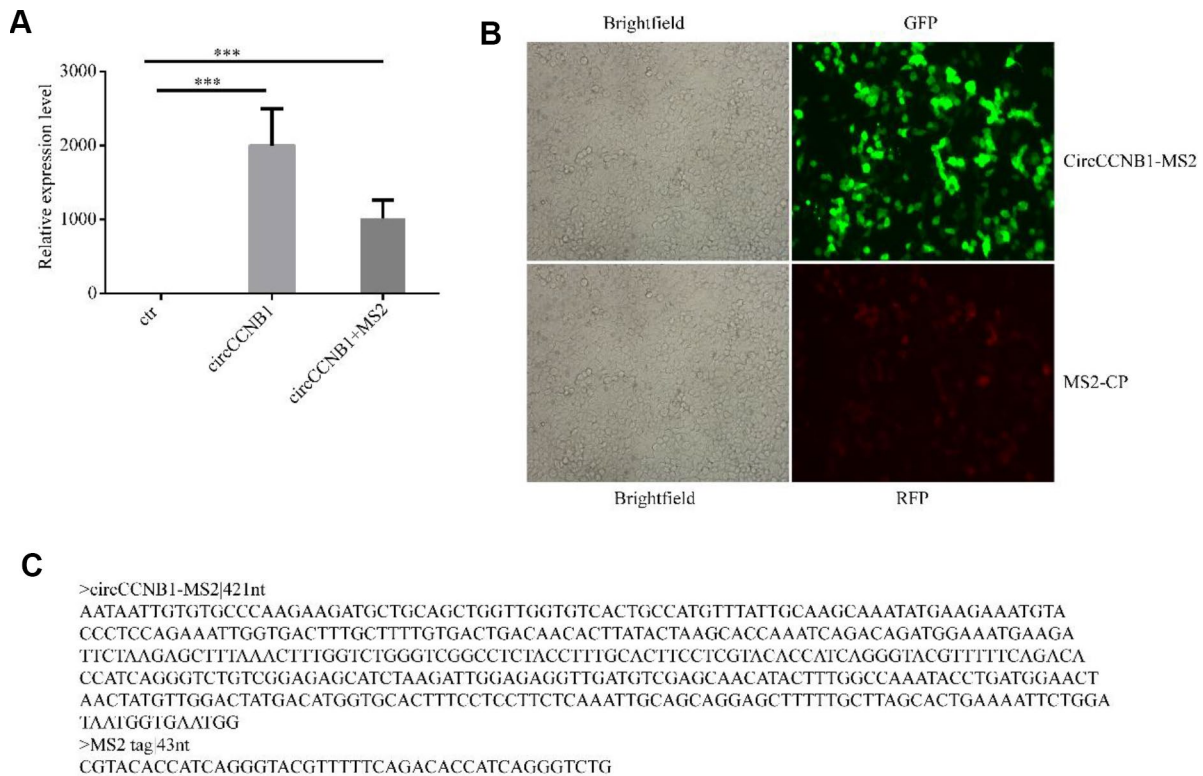 A
***
***
3000
2000
1000
0
Relative expression level
ctr
circCCNB1
circCCNB1+MS2
B
Brightfield
GFP
CircCCNB1-MS2
MS2-CP
Brightfield
RFP
C
>circCCNB1-MS2|421nt
AATAATTGTGTGCCCAAGAAGATGCTGCAGCTGGTTGGTGTCACTGCCATGTTTATTGCAAGCAAATATGAAGAAATGTA
CCCTCCAGAAATTGGTGACTTTGCTTTTGTGACTGACAACACTTATACTAAGCACCAAATCAGACAGATGGAAATGAAGA
TTCTAAGAGCTTTAAACTTTGGTCTGGGTCGGCCTCTACCTTTGCACTTCCTCGTACACCATCAGGGTACGTTTTTCAGACA
CCATCAGGGTCTGTCGGAGAGCATCTAAGATTGGAGAGGTTGATGTCGAGCAACATACTTTGGCCAAATACCTGATGGAACT
AACTATGTTGGACTATGACATGGTGCACTTTCCTCCTTCTCAAATTGCAGCAGGAGCTTTTTGCTTAGCACTGAAAATTCTGGA
TAATGGTGAATGG
>MS2 tag|43nt
CGTACACCATCAGGGTACGTTTTTCAGACACCATCAGGGTCTG